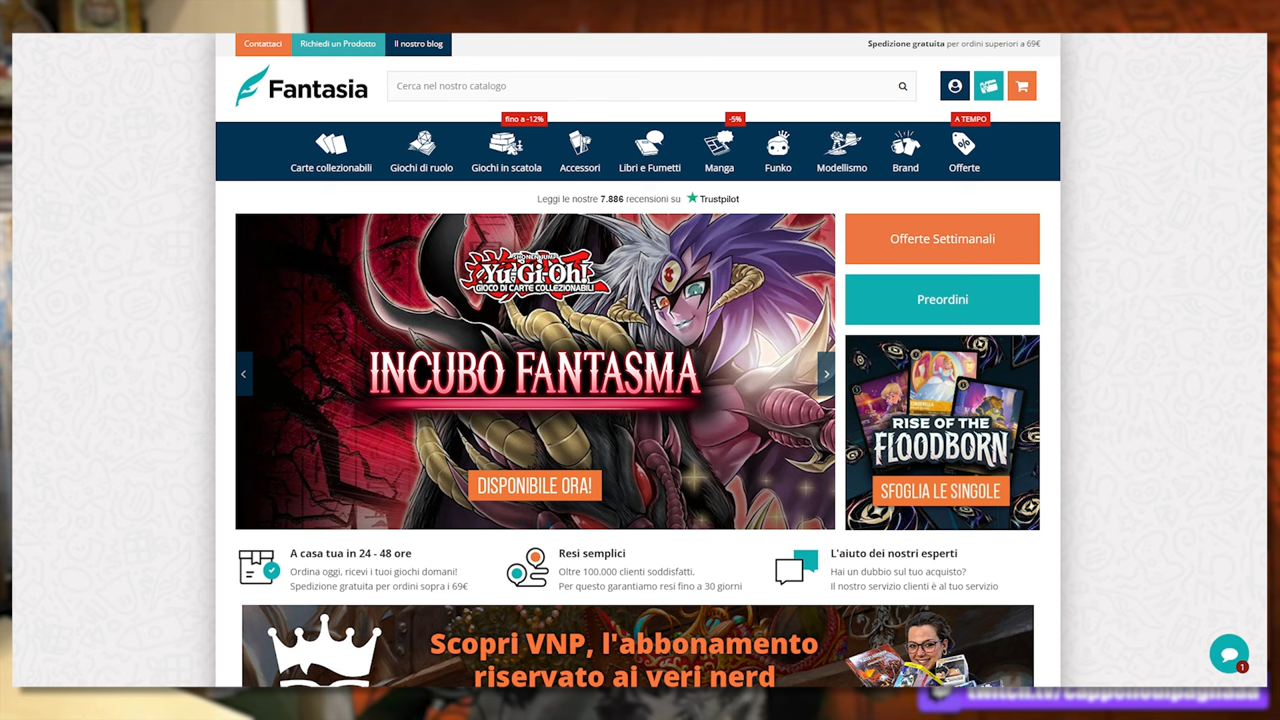 Contattaci
Richiedi un Prodotto
Il nostro blog
Spedizione gratuita per ordini superiori a 69€
Fantasia
Cerca nel nostro catalogo
fino a -12%
-5%
A TEMPO
Carte collezionabili
Giochi di ruolo
Giochi in scatola
Accessori
Libri e Fumetti
Manga
Funko
Modellismo
Brand
Offerte
Leggi le nostre 7.886 recensioni su Trustpilot
SHONEN JUMP
Yu-Gi-Oh!
GIOCO DI CARTE COLLEZIONABILI
INCUBO FANTASMA
DISPONIBILE ORA!
Offerte Settimanali
Preordini
RISE OF THE
FLOODBORN
SFOGLIA LE SINGOLE
A casa tua in 24 - 48 ore
Ordina oggi, ricevi i tuoi giochi domani!
Spedizione gratuita per ordini sopra i 69€
Resi semplici
Oltre 100.000 clienti soddisfatti.
Per questo garantiamo resi fino a 30 giorni
L'aiuto dei nostri esperti
Hai un dubbio sul tuo acquisto?
Il nostro servizio clienti è al tuo servizio
Scopri VNP, l'abbonamento
riservato ai veri nerd
1